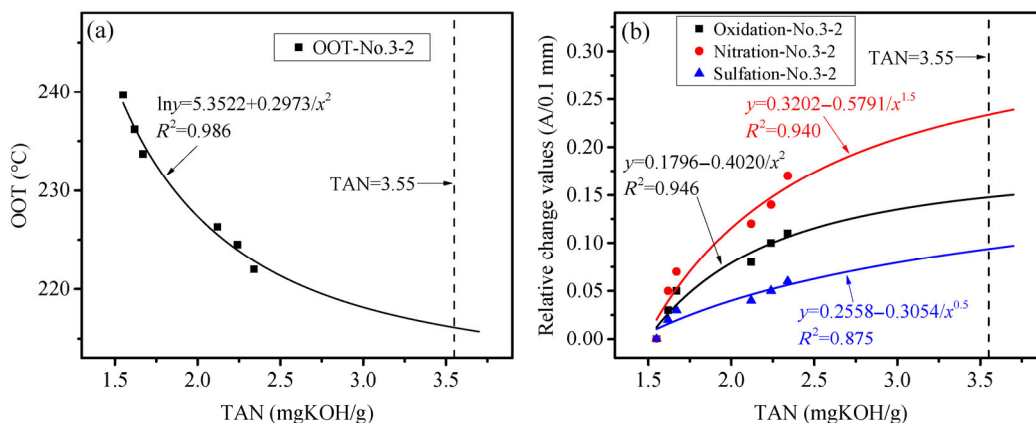 (a)
OOT-No.3-2
lny=5.3522+0.2973/x²
R²=0.986
TAN=3.55
OOT (°C)
240
230
220
1.5 2.0 2.5 3.0 3.5
TAN (mgKOH/g)
(b)
Oxidation-No.3-2
Nitration-No.3-2
Sulfation-No.3-2
TAN=3.55
y=0.3202−0.5791/x^1.5
R²=0.940
y=0.1796−0.4020/x²
R²=0.946
y=0.2558−0.3054/x^0.5
R²=0.875
Relative change values (A/0.1 mm)
0.30
0.25
0.20
0.15
0.10
0.05
0.00
1.5 2.0 2.5 3.0 3.5
TAN (mgKOH/g)